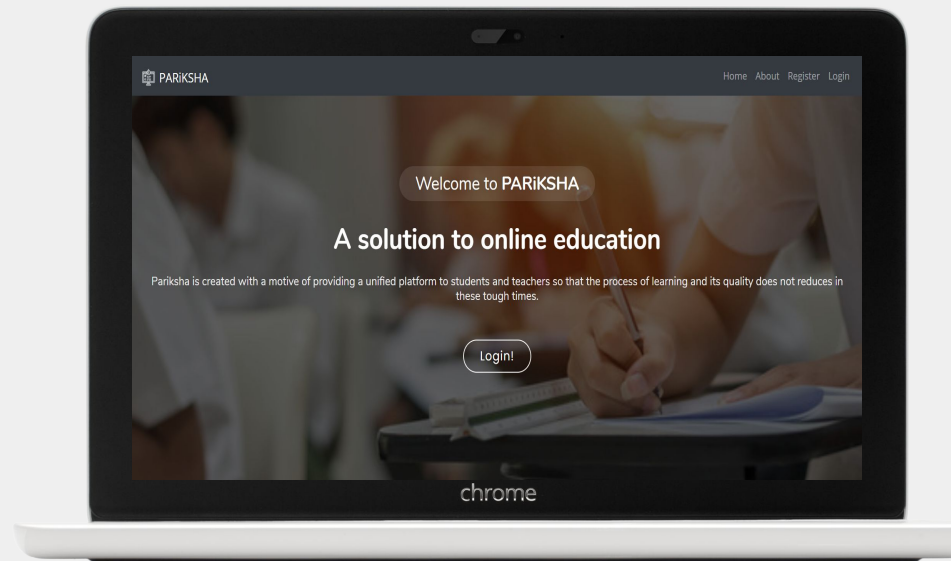 PARiKSHA
Home About Register Login
Welcome to PARiKSHA
A solution to online education
Pariksha is created with a motive of providing a unified platform to students and teachers so that the process of learning and its quality does not reduces in
these tough times.
Login!
chrome